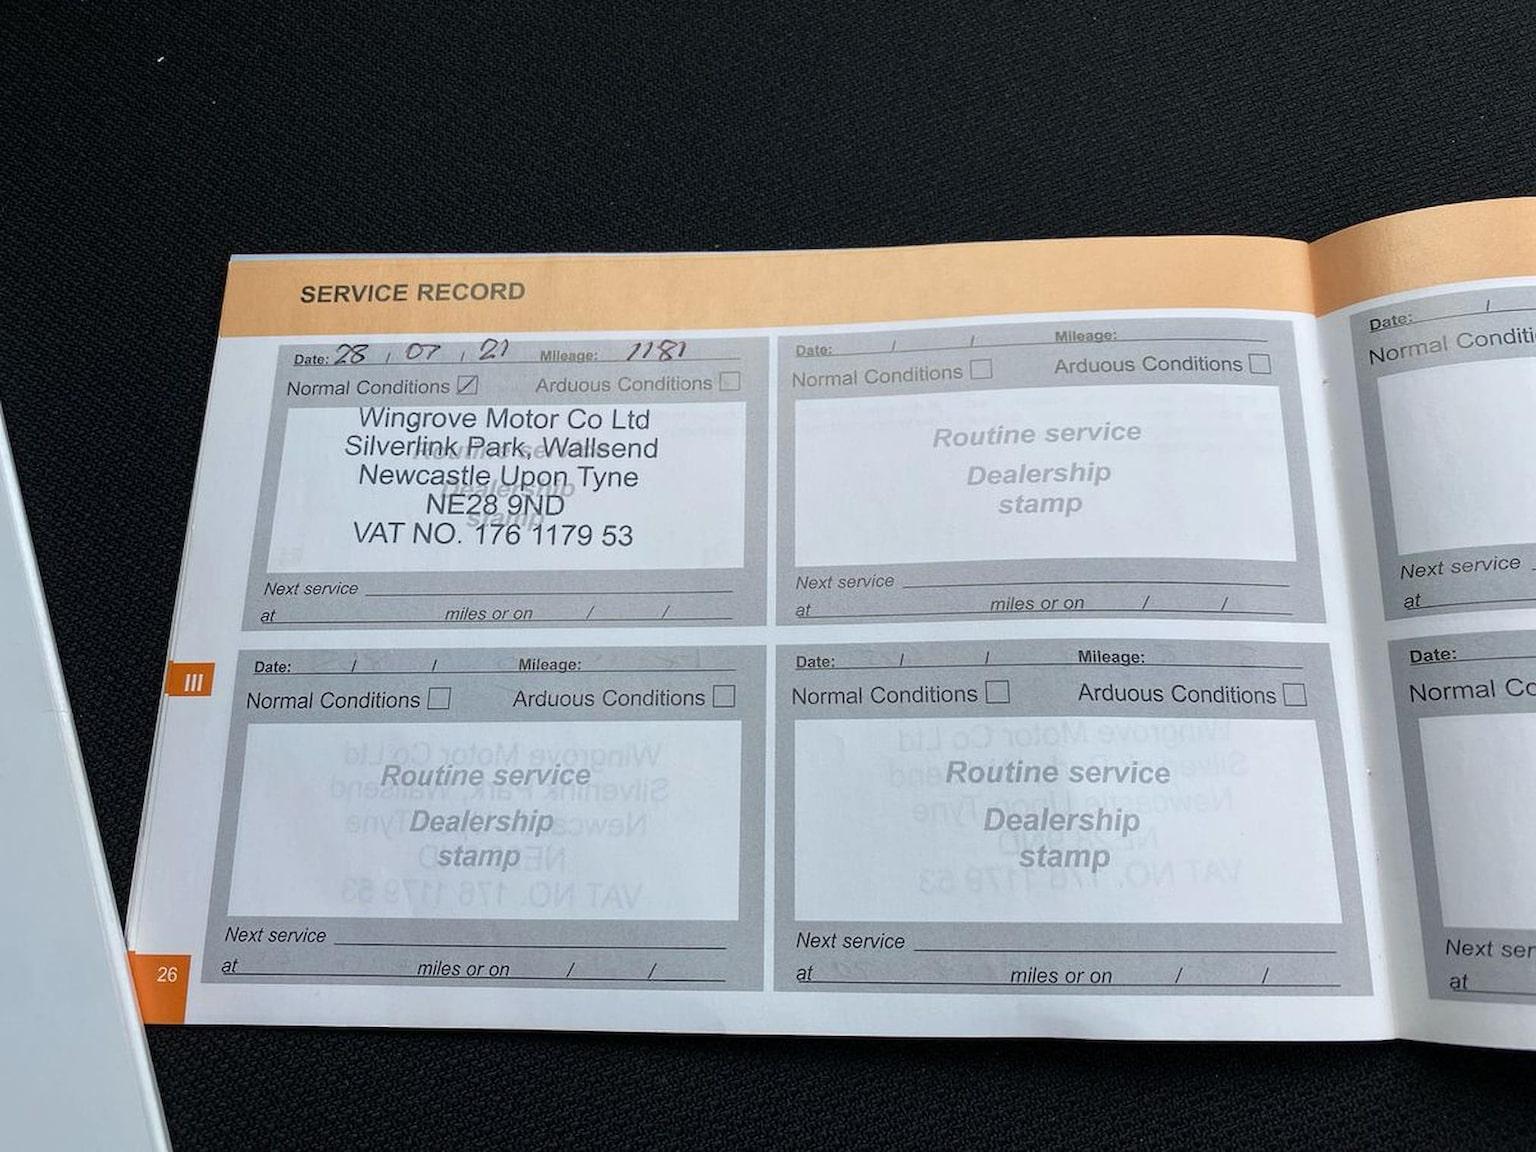 SERVICE RECORD
Date: 28 / 07 / 21 Mileage: 1181
Normal Conditions Arduous Conditions
Wingrove Motor Co Ltd
Silverlink Park, Wallsend
Newcastle Upon Tyne
NE28 9ND
VAT NO. 176 1179 53
Routine service
Dealership
stamp
Next service
at miles or on / /
Date: / / Mileage:
Normal Conditions Arduous Conditions
Routine service
Dealership
stamp
Next service
at miles or on / /
III
Date: / / Mileage:
Normal Conditions Arduous Conditions
Routine service
Dealership
stamp
Next service
at miles or on / /
Date: / / Mileage:
Normal Conditions Arduous Conditions
Routine service
Dealership
stamp
Next service
at miles or on / /
26
Date: /
Normal Conditi
Next service
at
Date:
Normal Co
Next ser
at